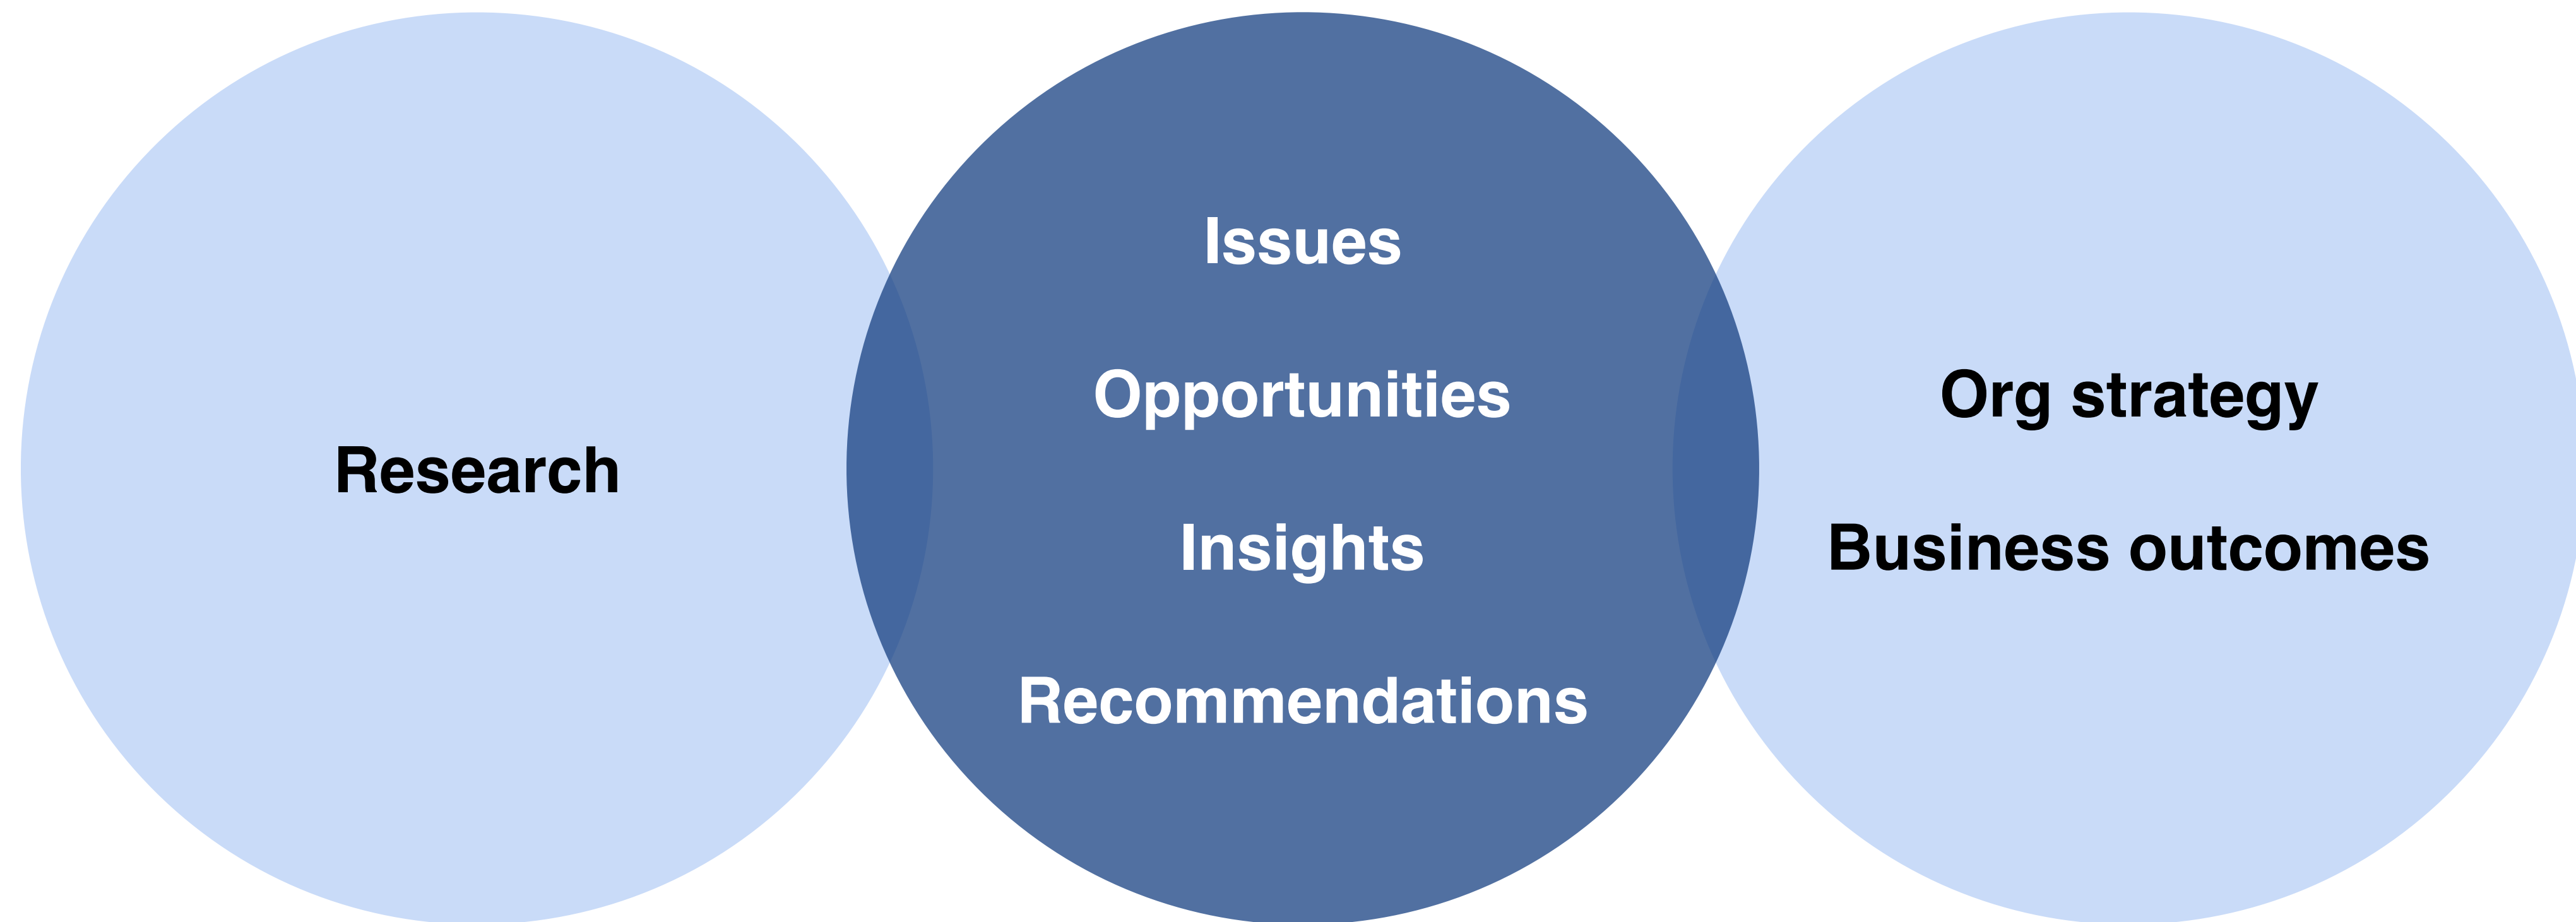 Research
Issues
Opportunities
Insights
Recommendations
Org strategy
Business outcomes